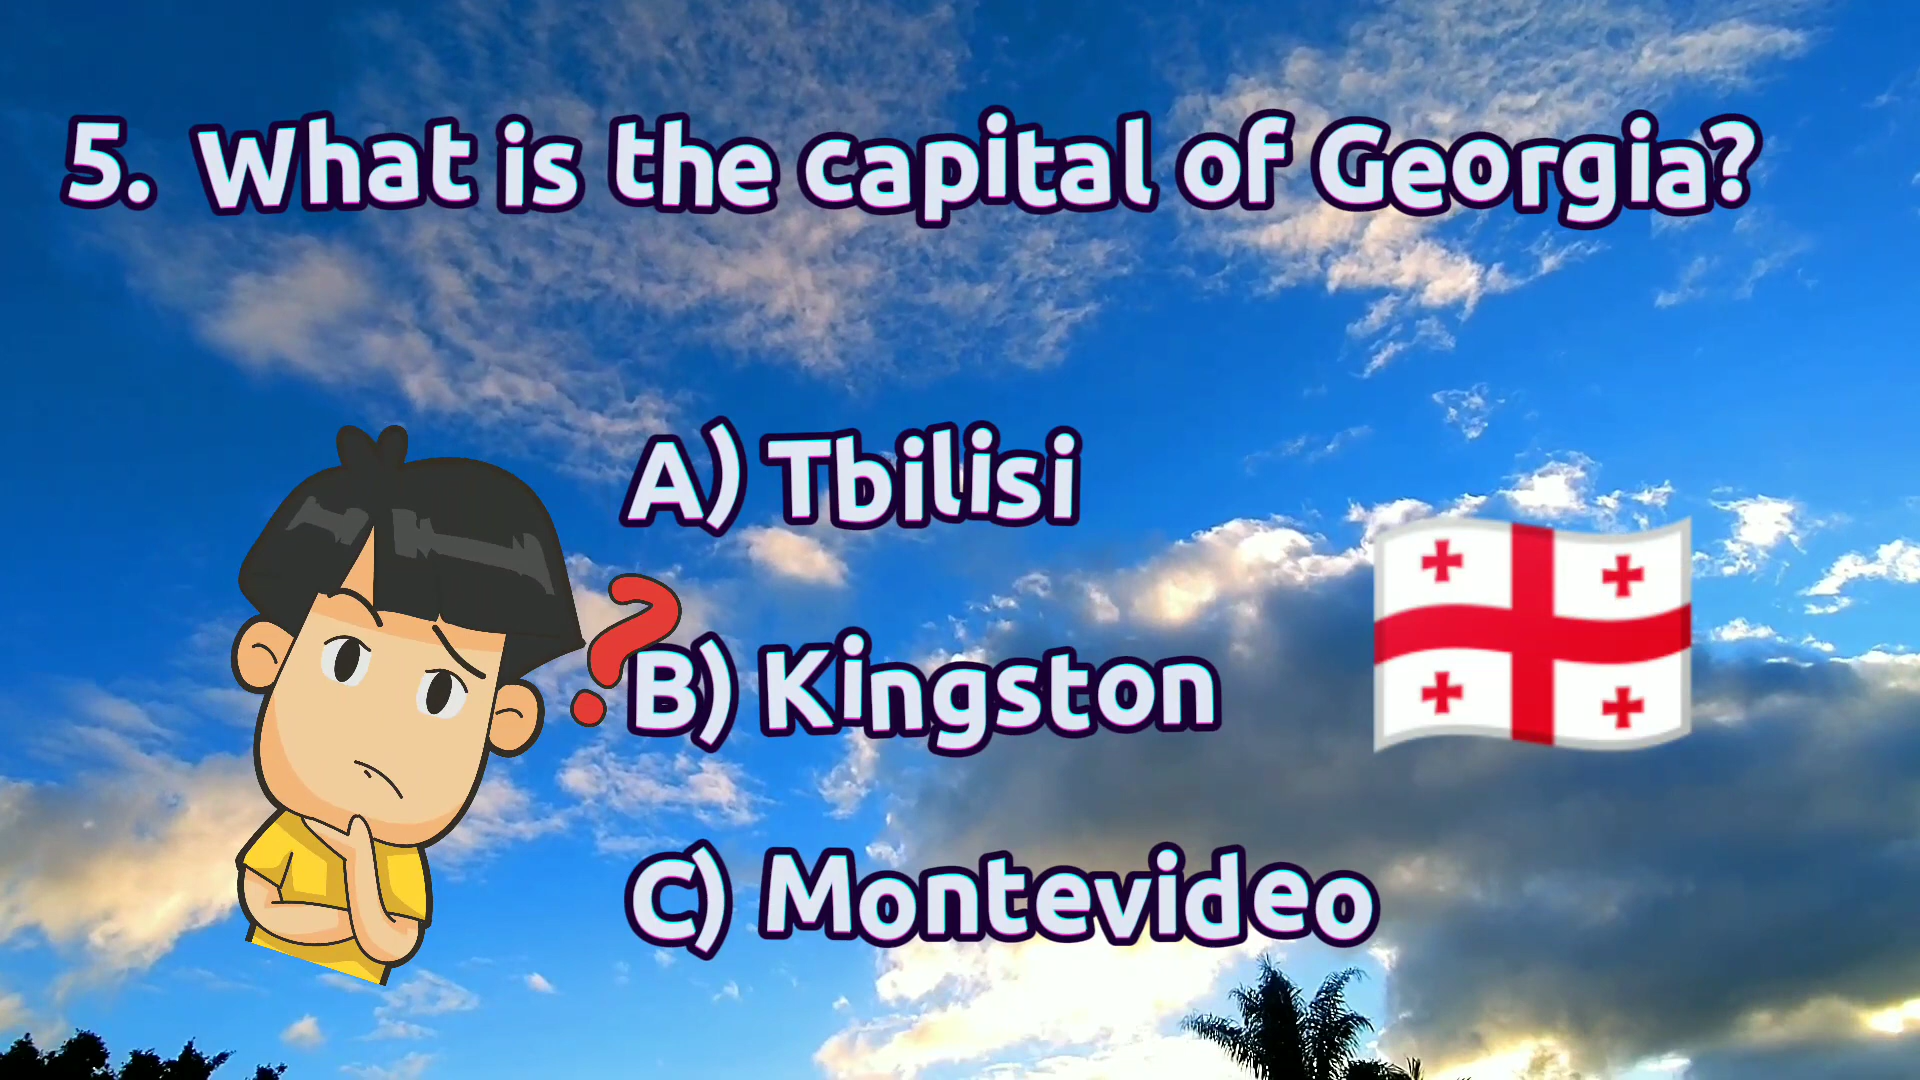 5. What is the capital of Georgia?
A) Tbilisi
?
B) Kingston
C) Montevideo